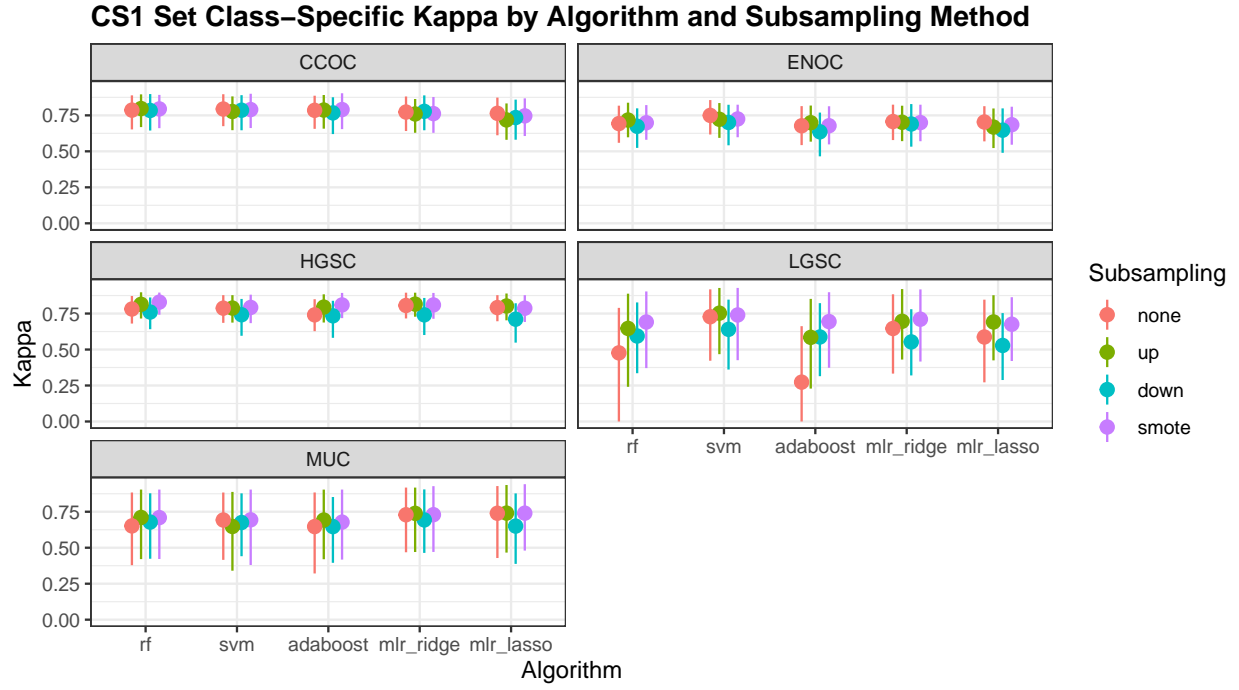 CS1 Set Class−Specific Kappa by Algorithm and Subsampling Method
CCOC
ENOC
0.75
0.50
0.25
0.00
HGSC
LGSC
0.75
0.50
0.25
0.00
rf svm adaboost mlr_ridge mlr_lasso
MUC
0.75
0.50
0.25
0.00
rf svm adaboost mlr_ridge mlr_lasso
Kappa
Algorithm
Subsampling
none
up
down
smote